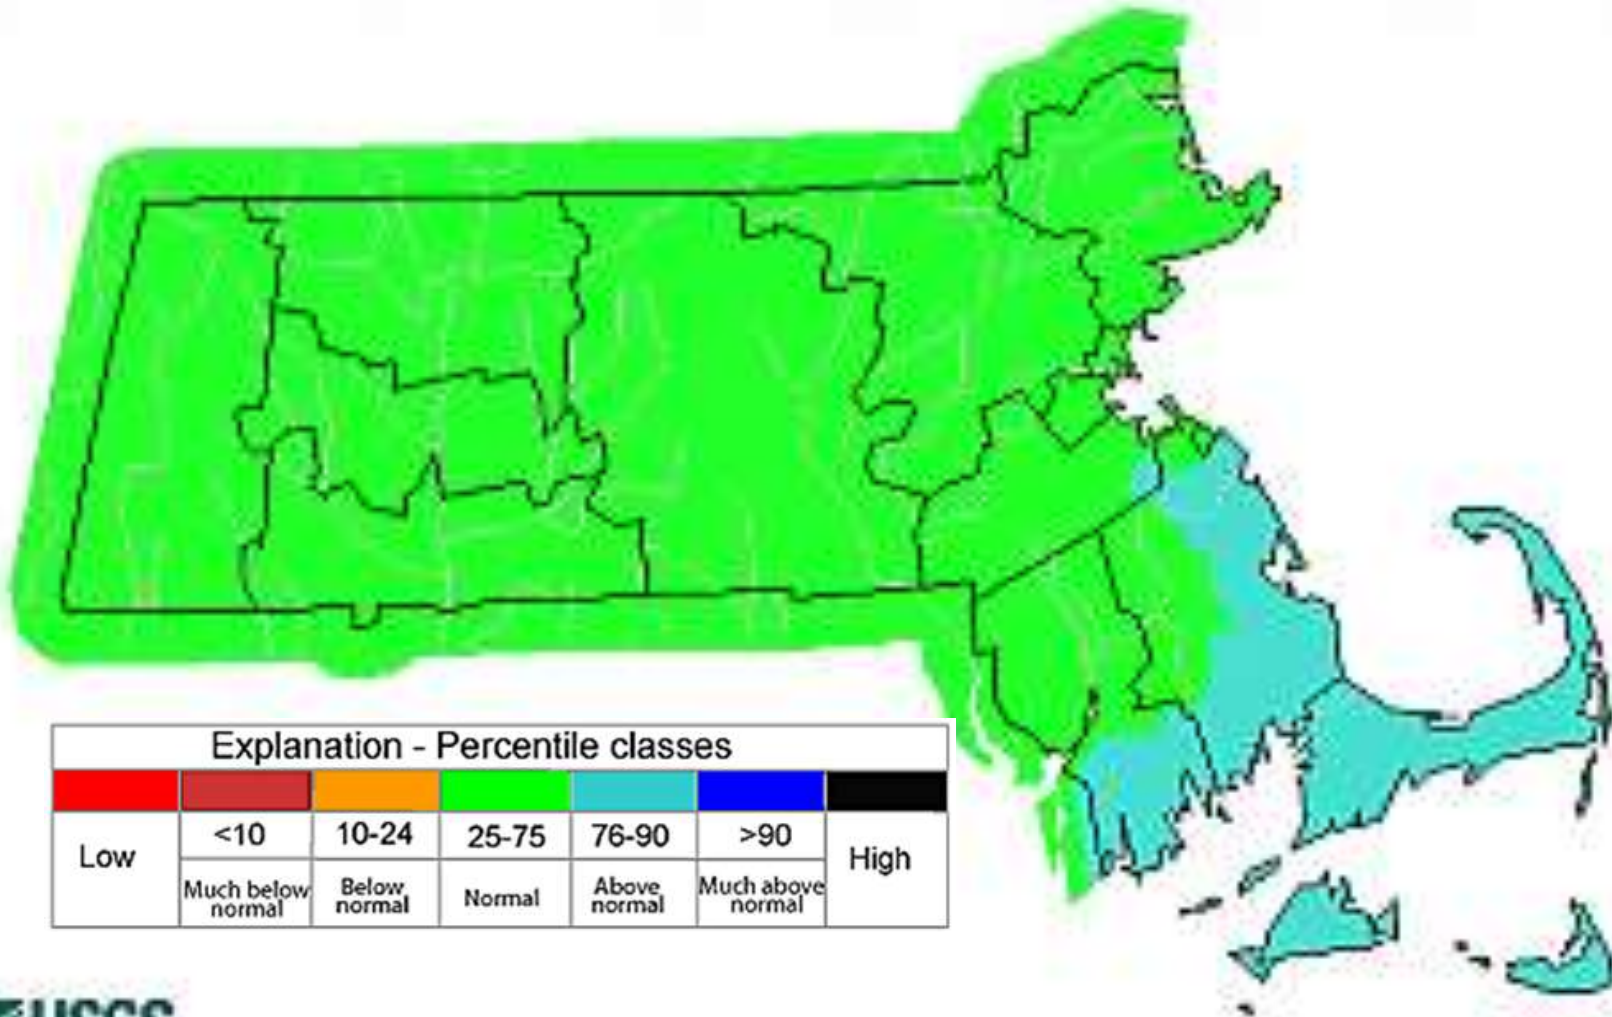 Explanation - Percentile classes
Low
<10
10-24
25-75
76-90
>90
High
Much below
normal
Below
normal
Normal
Above
normal
Much above
normal
USGS